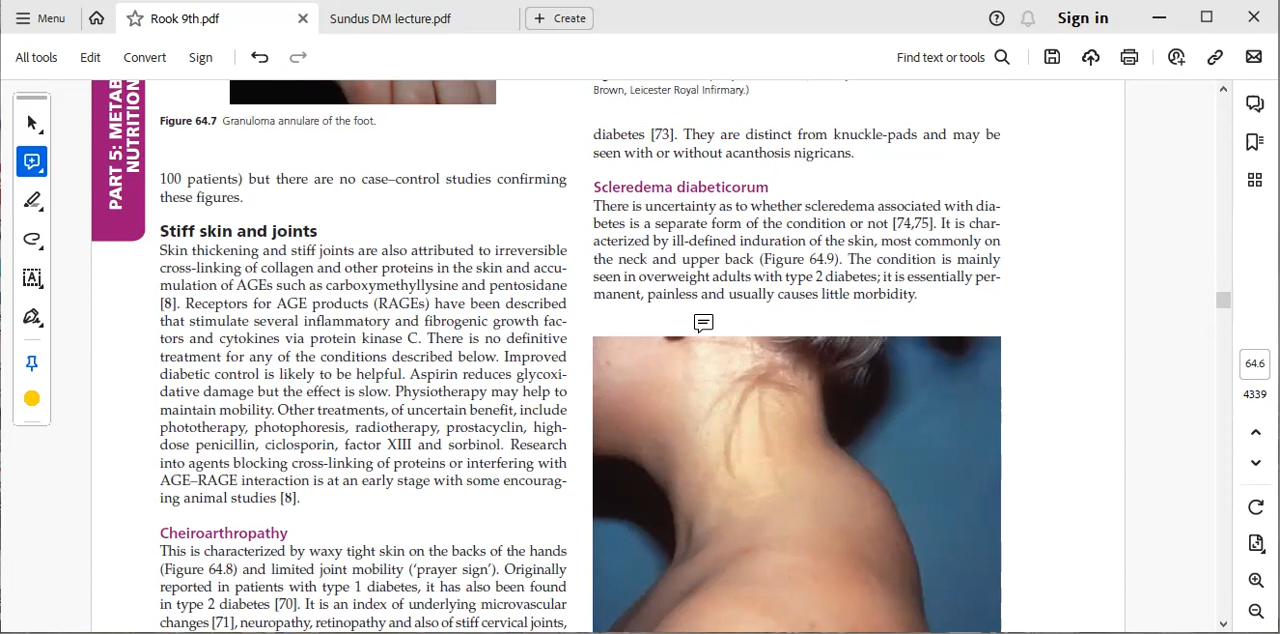 Menu
Rook 9th.pdf
Sundus DM lecture.pdf
+ Create
Sign in
All tools
Edit
Convert
Sign
Find text or tools
PART 5: METAB
NUTRITION
Figure 64.7 Granuloma annulare of the foot.
100 patients) but there are no case–control studies confirming
these figures.
Stiff skin and joints
Skin thickening and stiff joints are also attributed to irreversible
cross-linking of collagen and other proteins in the skin and accu-
mulation of AGEs such as carboxymethyllysine and pentosidane
[8]. Receptors for AGE products (RAGEs) have been described
that stimulate several inflammatory and fibrogenic growth fac-
tors and cytokines via protein kinase C. There is no definitive
treatment for any of the conditions described below. Improved
diabetic control is likely to be helpful. Aspirin reduces glycoxi-
dative damage but the effect is slow. Physiotherapy may help to
maintain mobility. Other treatments, of uncertain benefit, include
phototherapy, photophoresis, radiotherapy, prostacyclin, high-
dose penicillin, ciclosporin, factor XIII and sorbinol. Research
into agents blocking cross-linking of proteins or interfering with
AGE–RAGE interaction is at an early stage with some encourag-
ing animal studies [8].
Cheiroarthropathy
This is characterized by waxy tight skin on the backs of the hands
(Figure 64.8) and limited joint mobility (‘prayer sign’). Originally
reported in patients with type 1 diabetes, it has also been found
in type 2 diabetes [70]. It is an index of underlying microvascular
changes [71], neuropathy, retinopathy and also of stiff cervical joints,
Brown, Leicester Royal Infirmary.)
diabetes [73]. They are distinct from knuckle-pads and may be
seen with or without acanthosis nigricans.
Scleredema diabeticorum
There is uncertainty as to whether scleredema associated with dia-
betes is a separate form of the condition or not [74,75]. It is char-
acterized by ill-defined induration of the skin, most commonly on
the neck and upper back (Figure 64.9). The condition is mainly
seen in overweight adults with type 2 diabetes; it is essentially per-
manent, painless and usually causes little morbidity.
64.6
4339